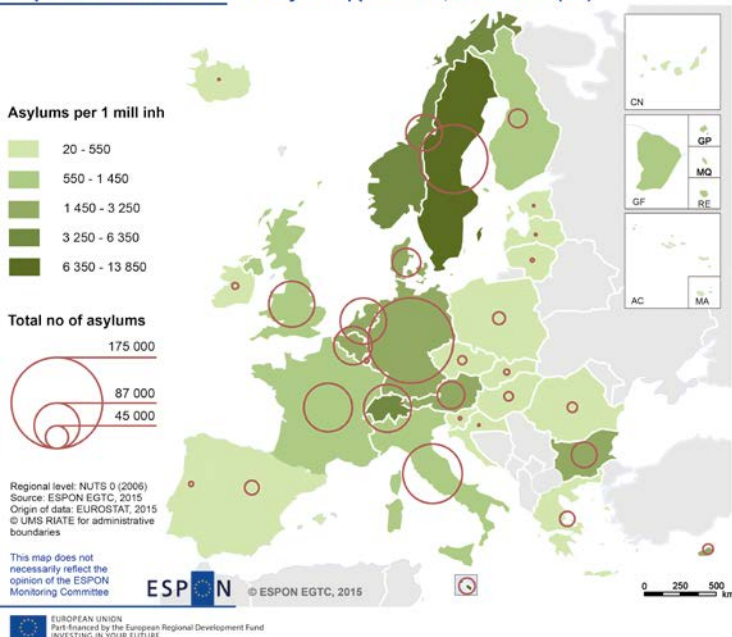 CN
GP
MQ
GF
RE
AC
MA
Asylums per 1 mill inh
20 - 550
550 - 1 450
1 450 - 3 250
3 250 - 6 350
6 350 - 13 850
Total no of asylums
175 000
87 000
45 000
Regional level: NUTS 0 (2006)
Source: ESPON EGTC, 2015
Origin of data: EUROSTAT, 2015
© UMS RIATE for administrative
boundaries
This map does not
necessarily reflect the
opinion of the ESPON
Monitoring Committee
ESPON
© ESPON EGTC, 2015
0 250 500
km
EUROPEAN UNION
Part-financed by the European Regional Development Fund
INVESTING IN YOUR FUTURE